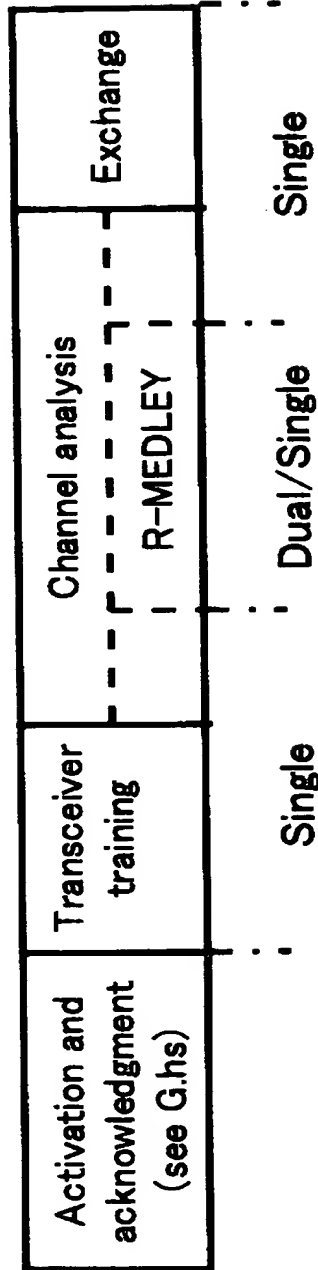 Activation and
acknowledgment
(see G.hs)
Transceiver
training
Channel analysis
R-MEDLEY
Exchange
Single
Dual/Single
Single